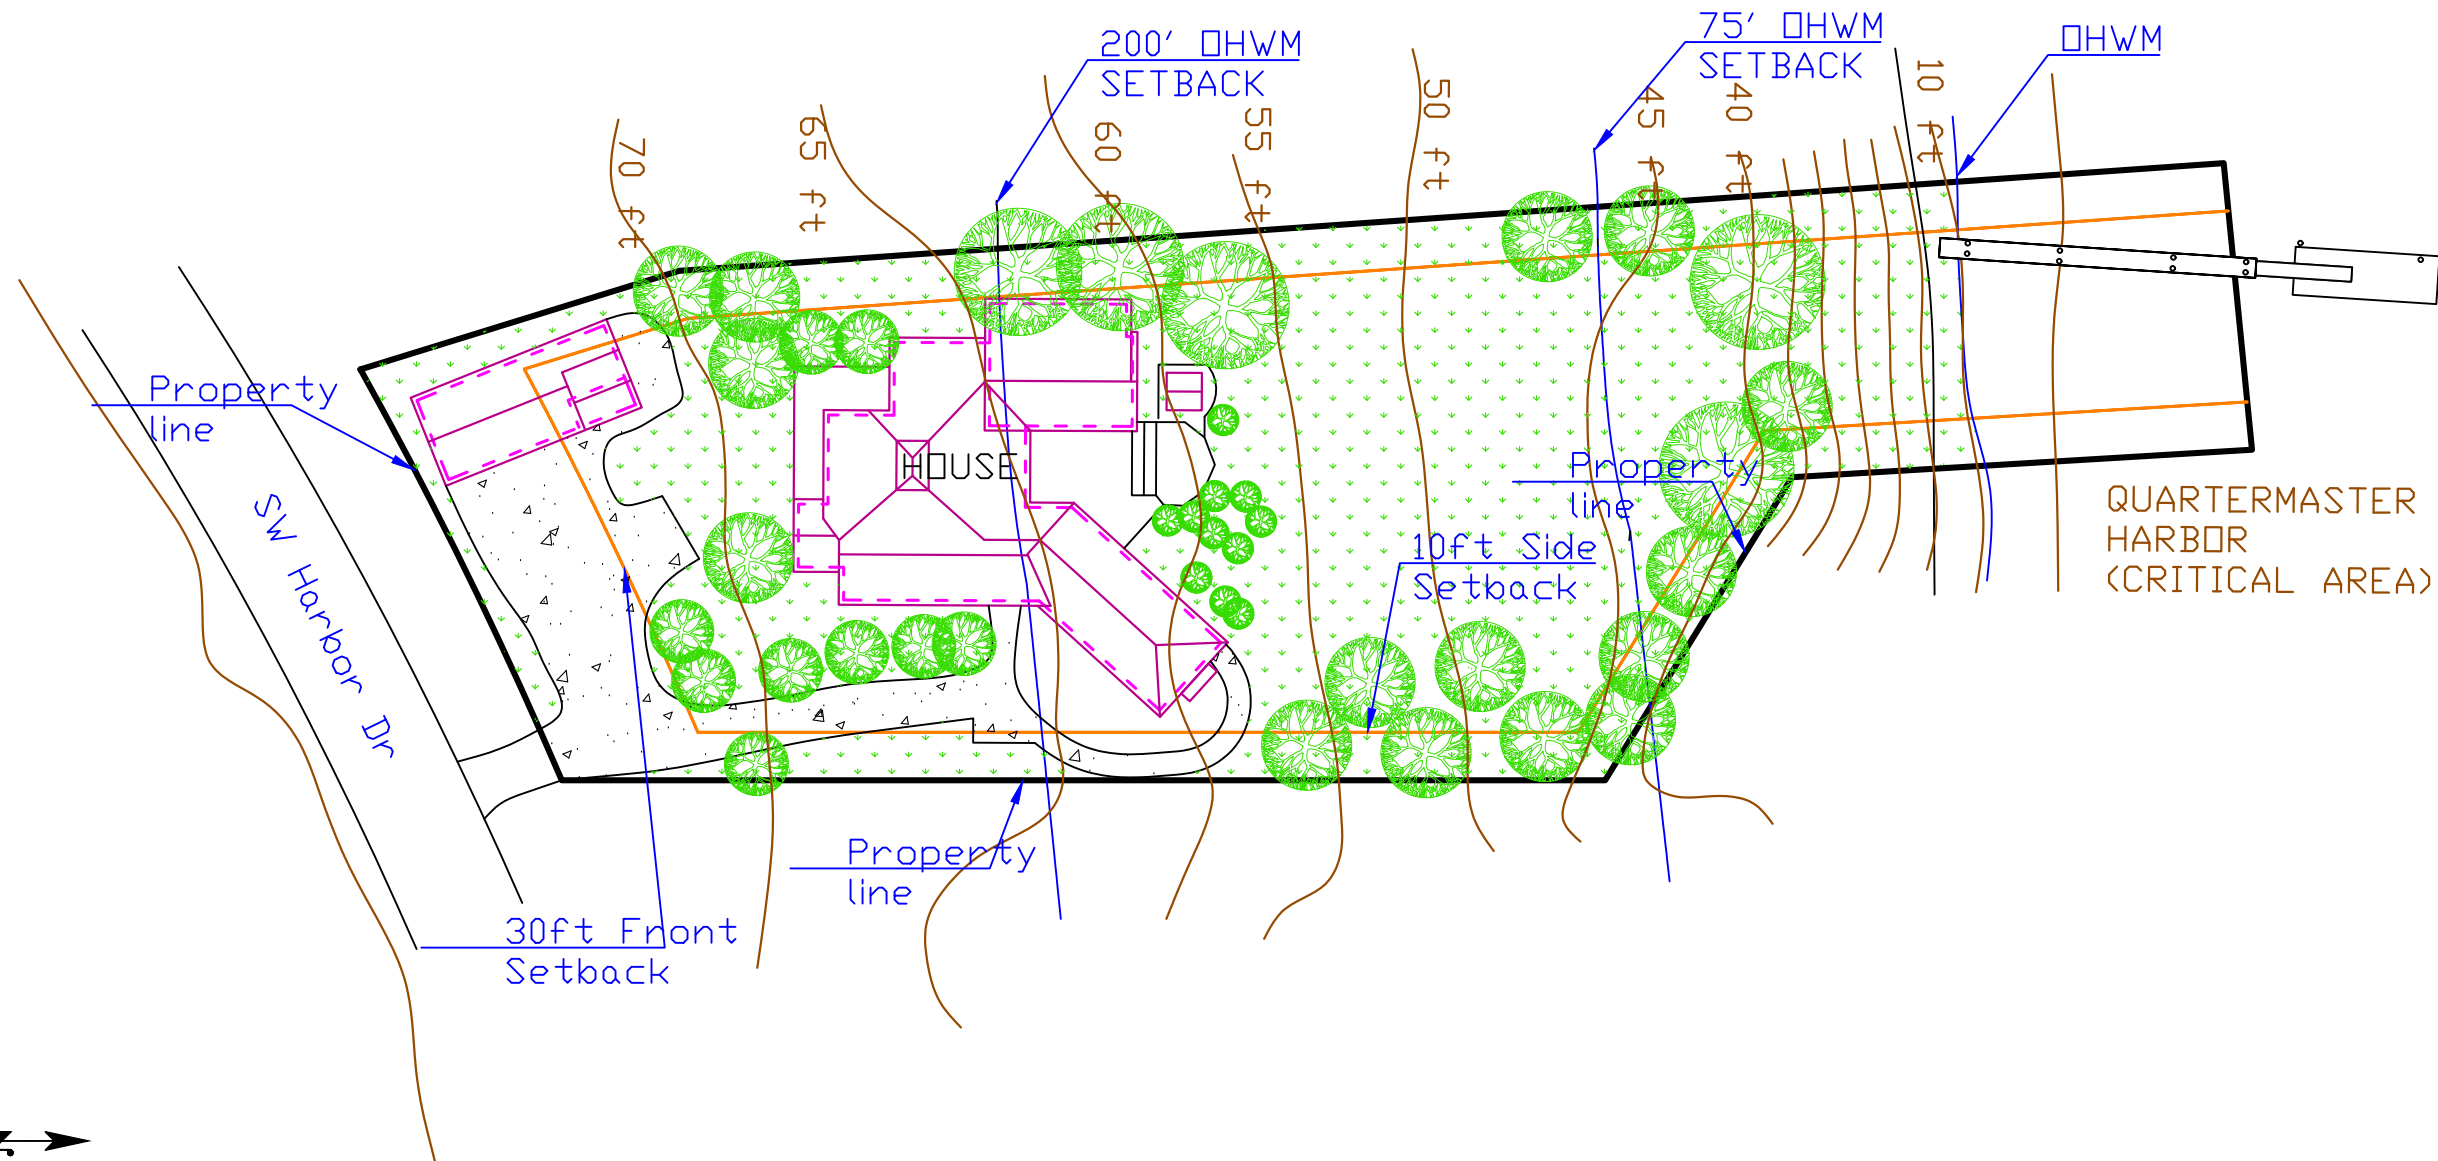 200' OHWM
SETBACK
75' OHWM
SETBACK
OHWM
70 ft
65 ft
60 ft
55 ft
50 ft
45 ft
40 ft
10 ft
Property
line
HOUSE
Property
line
QUARTERMASTER
HARBOR
(CRITICAL AREA)
10ft Side
Setback
SW Harbor Dr
Property
line
30ft Front
Setback